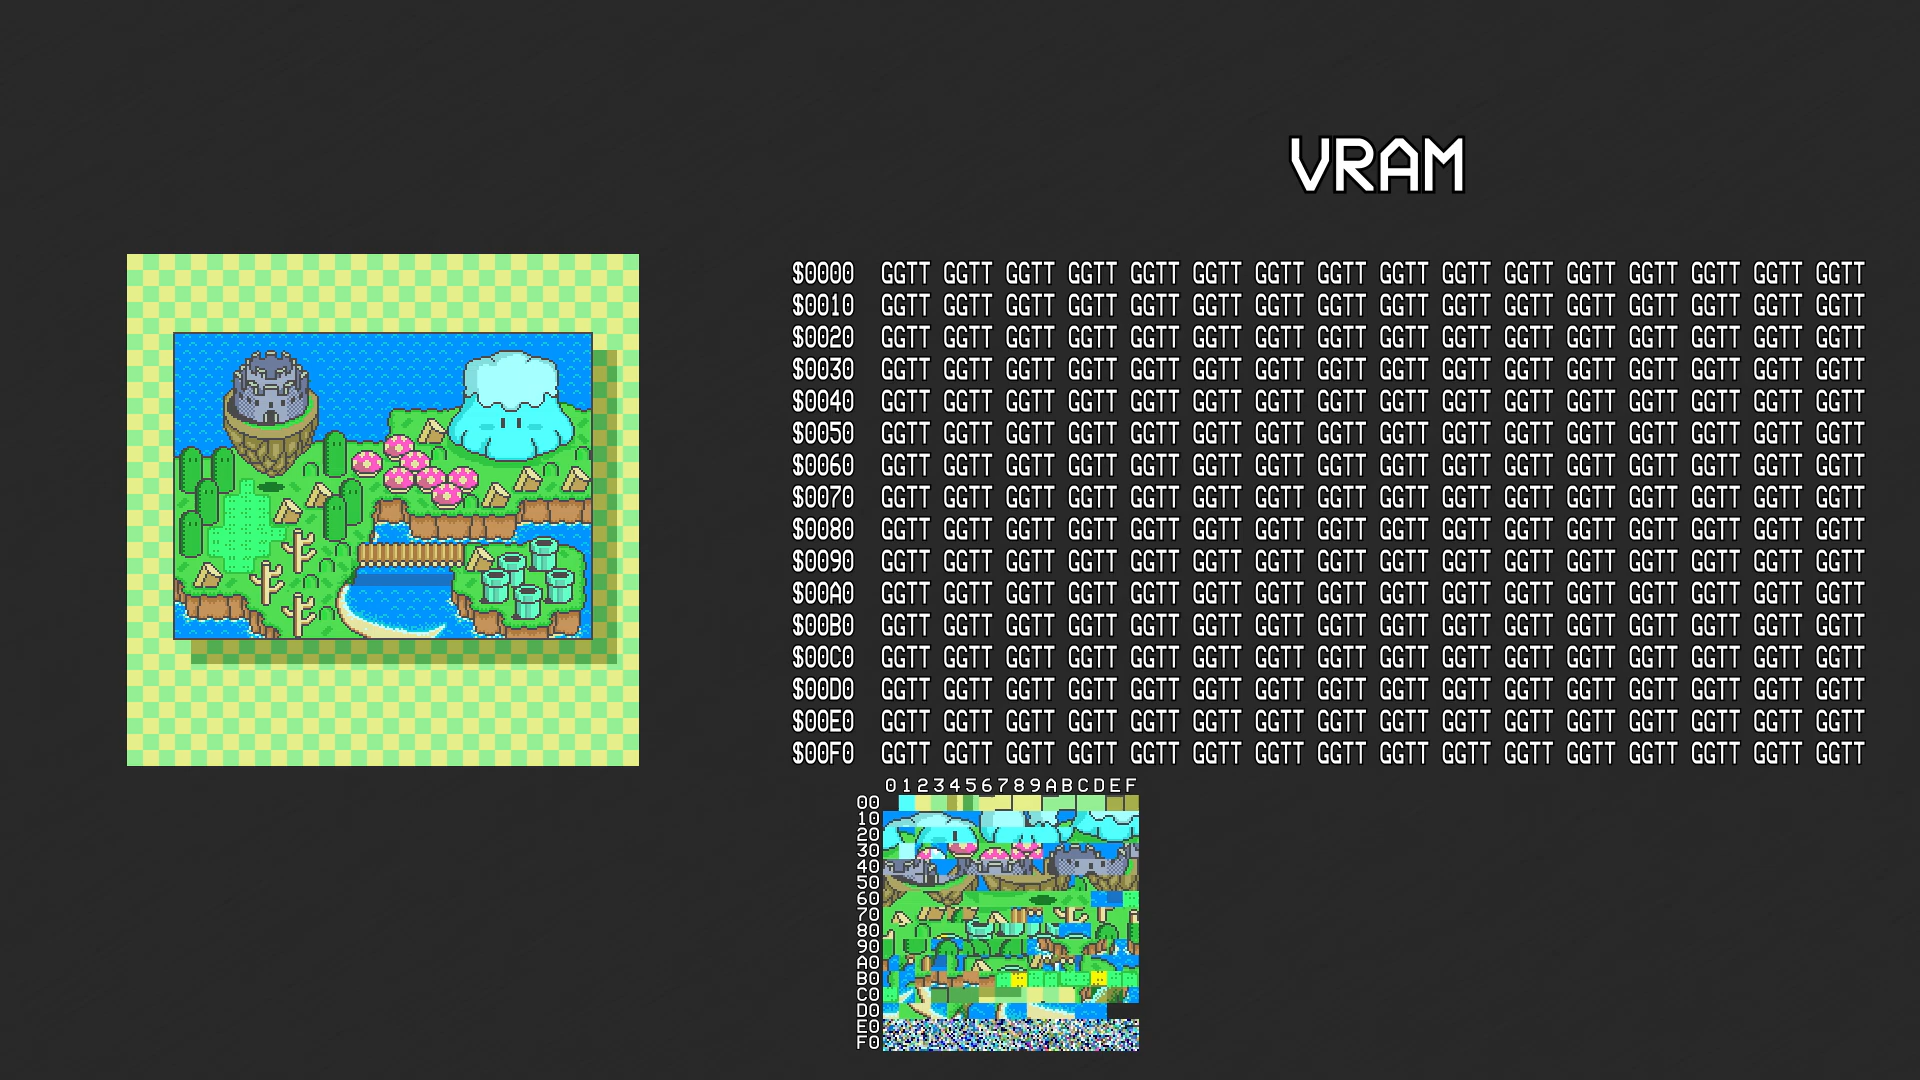 VRAM
$0000 GGTT GGTT GGTT GGTT GGTT GGTT GGTT GGTT GGTT GGTT GGTT GGTT GGTT GGTT GGTT GGTT
$0010 GGTT GGTT GGTT GGTT GGTT GGTT GGTT GGTT GGTT GGTT GGTT GGTT GGTT GGTT GGTT GGTT
$0020 GGTT GGTT GGTT GGTT GGTT GGTT GGTT GGTT GGTT GGTT GGTT GGTT GGTT GGTT GGTT GGTT
$0030 GGTT GGTT GGTT GGTT GGTT GGTT GGTT GGTT GGTT GGTT GGTT GGTT GGTT GGTT GGTT GGTT
$0040 GGTT GGTT GGTT GGTT GGTT GGTT GGTT GGTT GGTT GGTT GGTT GGTT GGTT GGTT GGTT GGTT
$0050 GGTT GGTT GGTT GGTT GGTT GGTT GGTT GGTT GGTT GGTT GGTT GGTT GGTT GGTT GGTT GGTT
$0060 GGTT GGTT GGTT GGTT GGTT GGTT GGTT GGTT GGTT GGTT GGTT GGTT GGTT GGTT GGTT GGTT
$0070 GGTT GGTT GGTT GGTT GGTT GGTT GGTT GGTT GGTT GGTT GGTT GGTT GGTT GGTT GGTT GGTT
$0080 GGTT GGTT GGTT GGTT GGTT GGTT GGTT GGTT GGTT GGTT GGTT GGTT GGTT GGTT GGTT GGTT
$0090 GGTT GGTT GGTT GGTT GGTT GGTT GGTT GGTT GGTT GGTT GGTT GGTT GGTT GGTT GGTT GGTT
$00A0 GGTT GGTT GGTT GGTT GGTT GGTT GGTT GGTT GGTT GGTT GGTT GGTT GGTT GGTT GGTT GGTT
$00B0 GGTT GGTT GGTT GGTT GGTT GGTT GGTT GGTT GGTT GGTT GGTT GGTT GGTT GGTT GGTT GGTT
$00C0 GGTT GGTT GGTT GGTT GGTT GGTT GGTT GGTT GGTT GGTT GGTT GGTT GGTT GGTT GGTT GGTT
$00D0 GGTT GGTT GGTT GGTT GGTT GGTT GGTT GGTT GGTT GGTT GGTT GGTT GGTT GGTT GGTT GGTT
$00E0 GGTT GGTT GGTT GGTT GGTT GGTT GGTT GGTT GGTT GGTT GGTT GGTT GGTT GGTT GGTT GGTT
$00F0 GGTT GGTT GGTT GGTT GGTT GGTT GGTT GGTT GGTT GGTT GGTT GGTT GGTT GGTT GGTT GGTT
0123456789ABCDEF
00
10
20
30
40
50
60
70
80
90
A0
B0
C0
D0
E0
F0